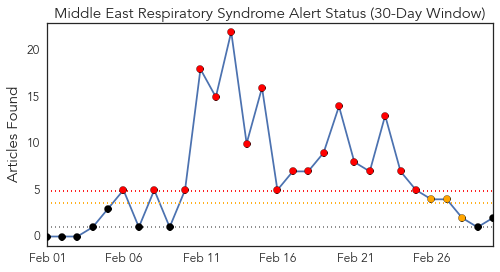 Middle East Respiratory Syndrome Alert Status (30-Day Window)
Articles Found
20
15
10
5
0
Feb 01 Feb 06 Feb 11 Feb 16 Feb 21 Feb 26